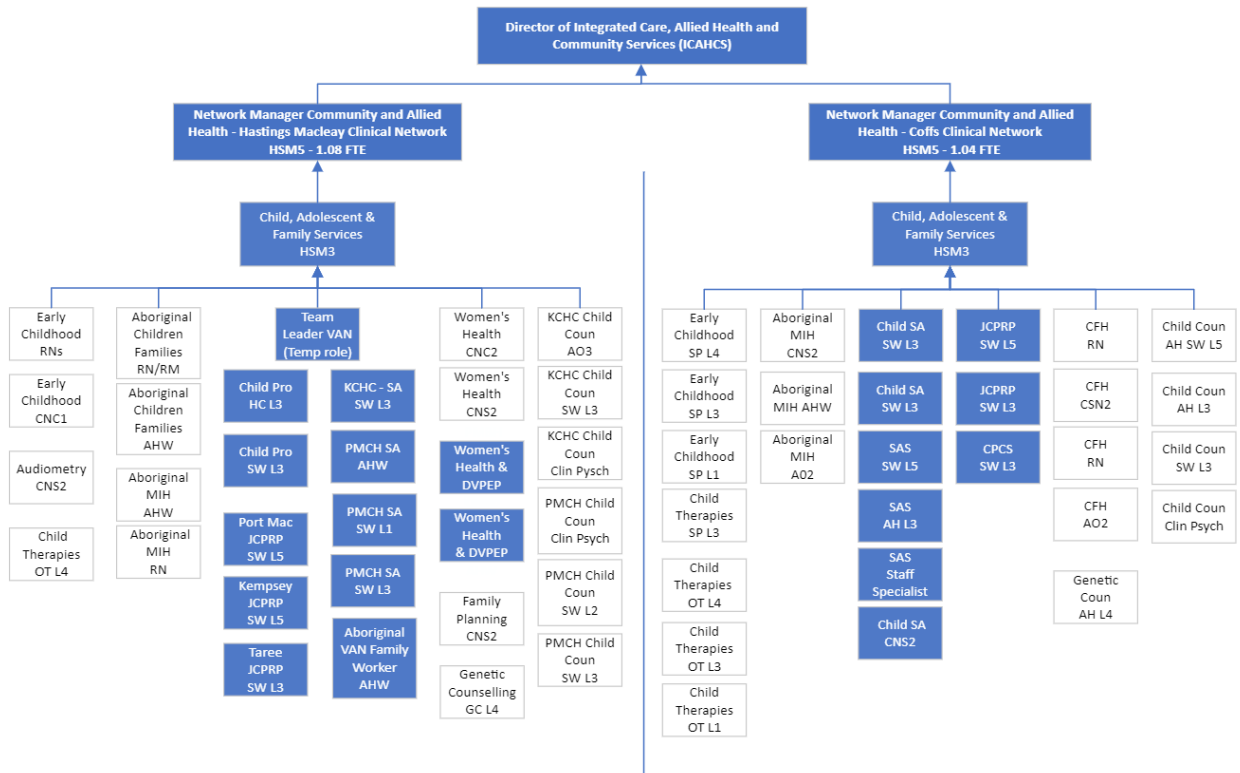 Director of Integrated Care, Allied Health and
Community Services (ICAHCS)
Network Manager Community and Allied
Health - Hastings Macleay Clinical Network
HSM5 - 1.08 FTE
Network Manager Community and Allied
Health - Coffs Clinical Network
HSM5 - 1.04 FTE
Child, Adolescent &
Family Services
HSM3
Child, Adolescent &
Family Services
HSM3
Early
Childhood
RNs
Early
Childhood
CNC1
Audiometry
CNS2
Child
Therapies
OT L4
Aboriginal
Children
Families
RN/RM
Aboriginal
Children
Families
AHW
Aboriginal
MIH
AHW
Aboriginal
MIH
RN
Team
Leader VAN
(Temp role)
Child Pro
HC L3
Child Pro
SW L3
Port Mac
JCPRP
SW L5
Kempsey
JCPRP
SW L5
Taree
JCPRP
SW L3
KCHC - SA
SW L3
PMCH SA
AHW
PMCH SA
SW L1
PMCH SA
SW L3
Aboriginal
VAN Family
Worker
AHW
Women's
Health
CNC2
Women's
Health
CNS2
Women's
Health &
DVPEP
Women's
Health
& DVPEP
Family
Planning
CNS2
Genetic
Counselling
GC L4
KCHC Child
Coun
AO3
KCHC Child
Coun
SW L3
KCHC Child
Coun
Clin Pysch
PMCH Child
Coun
Clin Psych
PMCH Child
Coun
SW L2
PMCH Child
Coun
SW L3
Early
Childhood
SP L4
Early
Childhood
SP L3
Early
Childhood
SP L1
Child
Therapies
SP L3
Child
Therapies
OT L4
Child
Therapies
OT L3
Child
Therapies
OT L1
Aboriginal
MIH
CNS2
Aboriginal
MIH AHW
Aboriginal
MIH
A02
Child SA
SW L3
Child SA
SW L3
SAS
SW L5
SAS
AH L3
SAS
Staff
Specialist
Child SA
CNS2
JCPRP
SW L5
JCPRP
SW L3
CPCS
SW L3
CFH
RN
CFH
CSN2
CFH
RN
CFH
AO2
Genetic
Coun
AH L4
Child Coun
AH SW L5
Child Coun
AH L3
Child Coun
SW L3
Child Coun
Clin Psych